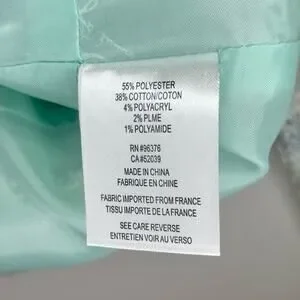 55% POLYESTER
38% COTTON/COTON
4% POLYACRYL
2% PLME
1% POLYAMIDE
RN #96376
CA #52039
MADE IN CHINA
FABRIQUE EN CHINE
FABRIC IMPORTED FROM FRANCE
TISSU IMPORTE DE LA FRANCE
SEE CARE REVERSE
ENTRETIEN VOIR AU VERSO